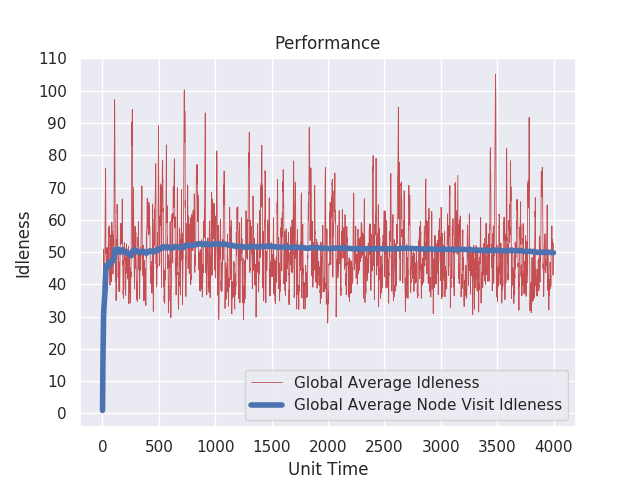 Performance
110
100
90
80
70
60
50
40
30
20
10
0
Idleness
Global Average Idleness
Global Average Node Visit Idleness
0 500 1000 1500 2000 2500 3000 3500 4000
Unit Time